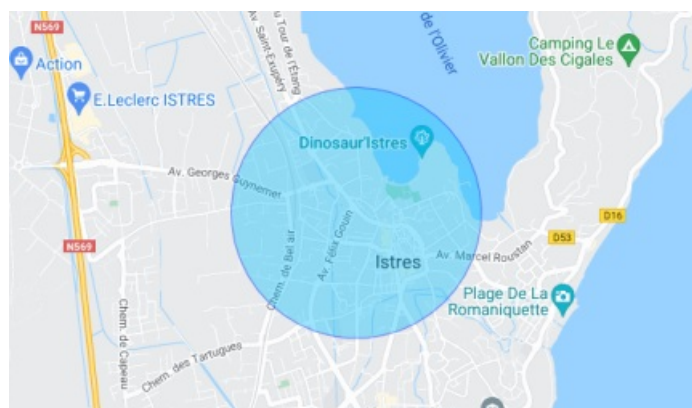 N569
Action
E.Leclerc ISTRES
Av. Saint-Exupéry
du Tour de l'Étang
de l'Olivier
Camping Le
Vallon Des Cigales
Dinosaur'Istres
Av. Georges Guynemer
N569
Chem. de Bel air
Av. Félix Gouin
Istres
Av. Marcel Roustan
D53
D16
Plage De La
Romaniquette
Chem. de Capeau
Chem. des Tartugues